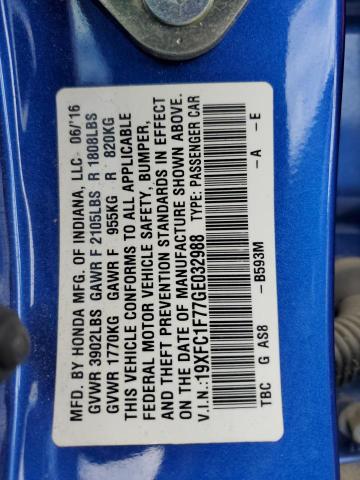 MFD. BY HONDA MFG. OF INDIANA, LLC 06/'16
GVWR 3902LBS GAWR F 2105LBS R 1808LBS
GVWR 1770KG GAWR F 955KG R 820KG
THIS VEHICLE CONFORMS TO ALL APPLICABLE
FEDERAL MOTOR VEHICLE SAFETY, BUMPER,
AND THEFT PREVENTION STANDARDS IN EFFECT
ON THE DATE OF MANUFACTURE SHOWN ABOVE.
V.I.N.:19XFC1F77GE032988 TYPE: PASSENGER CAR
TBC G AS8 -B593M -A -E